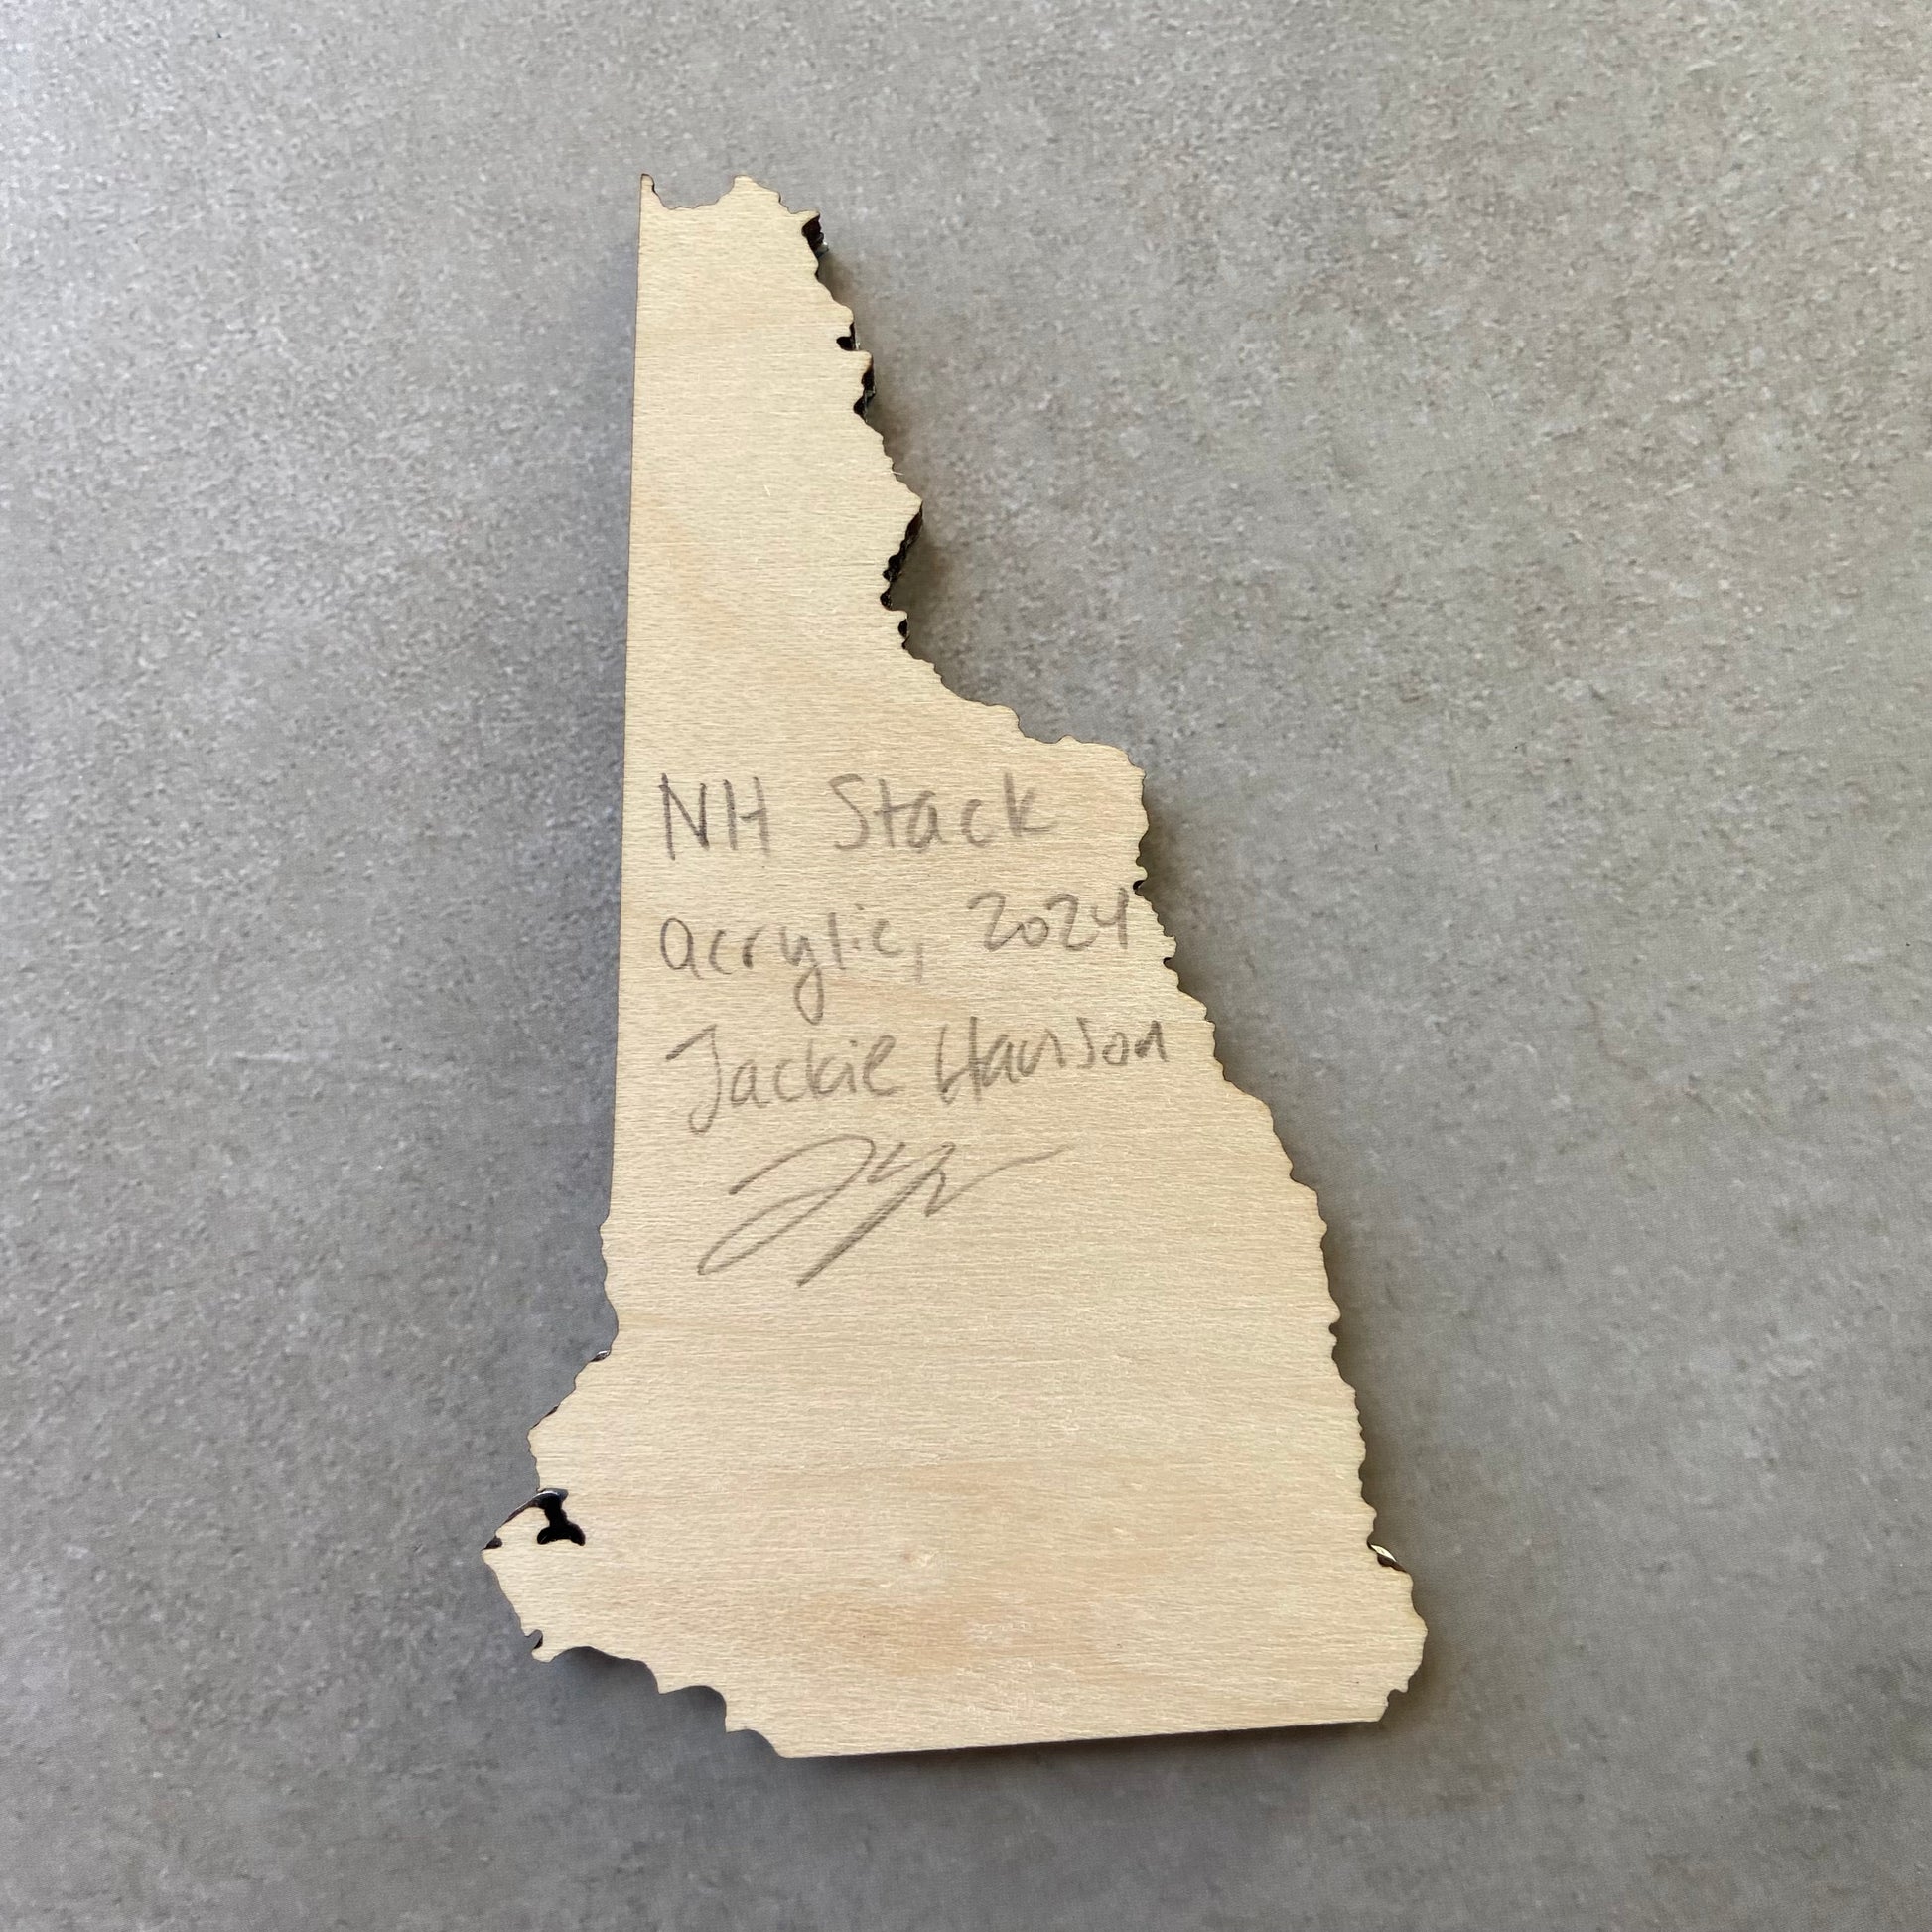 NH Stack
acrylic, 2024
Jackie Hanson